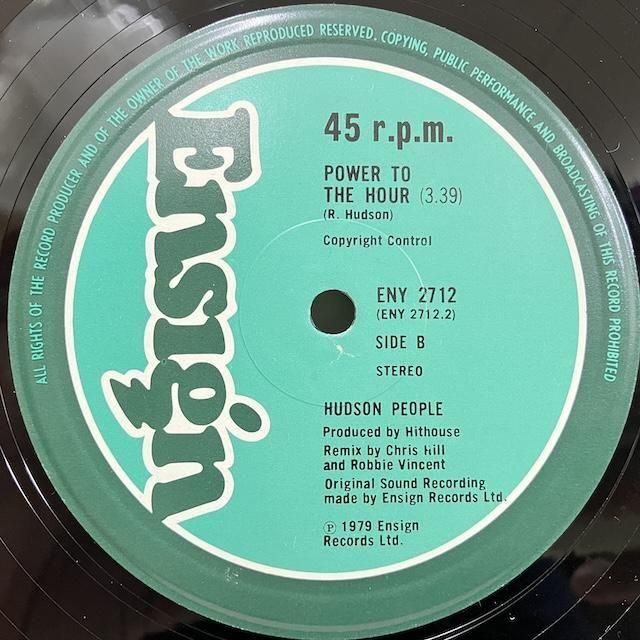 ALL RIGHTS OF THE RECORD PRODUCER AND OF THE OWNER OF THE WORK REPRODUCED RESERVED. COPYING, PUBLIC PERFORMANCE AND BROADCASTING OF THIS RECORD PROHIBITED
Ensign
45 r.p.m.
POWER TO
THE HOUR (3.39)
(R. Hudson)
Copyright Control
ENY 2712
(ENY 2712.2)
SIDE B
STEREO
HUDSON PEOPLE
Produced by Hithouse
Remix by Chris Hill
and Robbie Vincent
Original Sound Recording
made by Ensign Records Ltd.
℗ 1979 Ensign
Records Ltd.